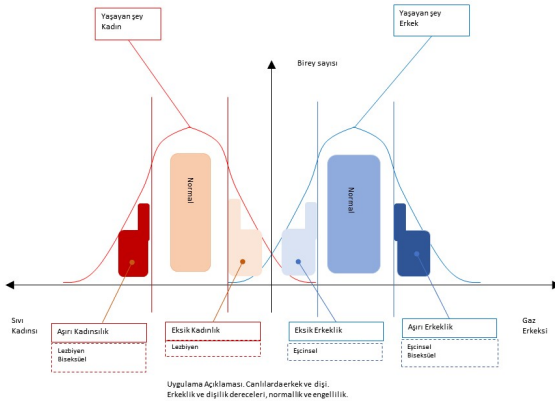 Yaşayan şey
Kadın
Yaşayan şey
Erkek
Birey sayısı
Normal
Normal
Sıvı
Kadınsı
Aşırı Kadınsılık
Lezbiyen
Biseksüel
Eksik Kadınlık
Lezbiyen
Eksik Erkeklik
Eşcinsel
Aşırı Erkeklik
Eşcinsel
Biseksüel
Gaz
Erkeksi
Uygulama Açıklaması. Canlılardaerkek ve dişi.
Erkeklik ve dişilik dereceleri, normallik ve engellilik.